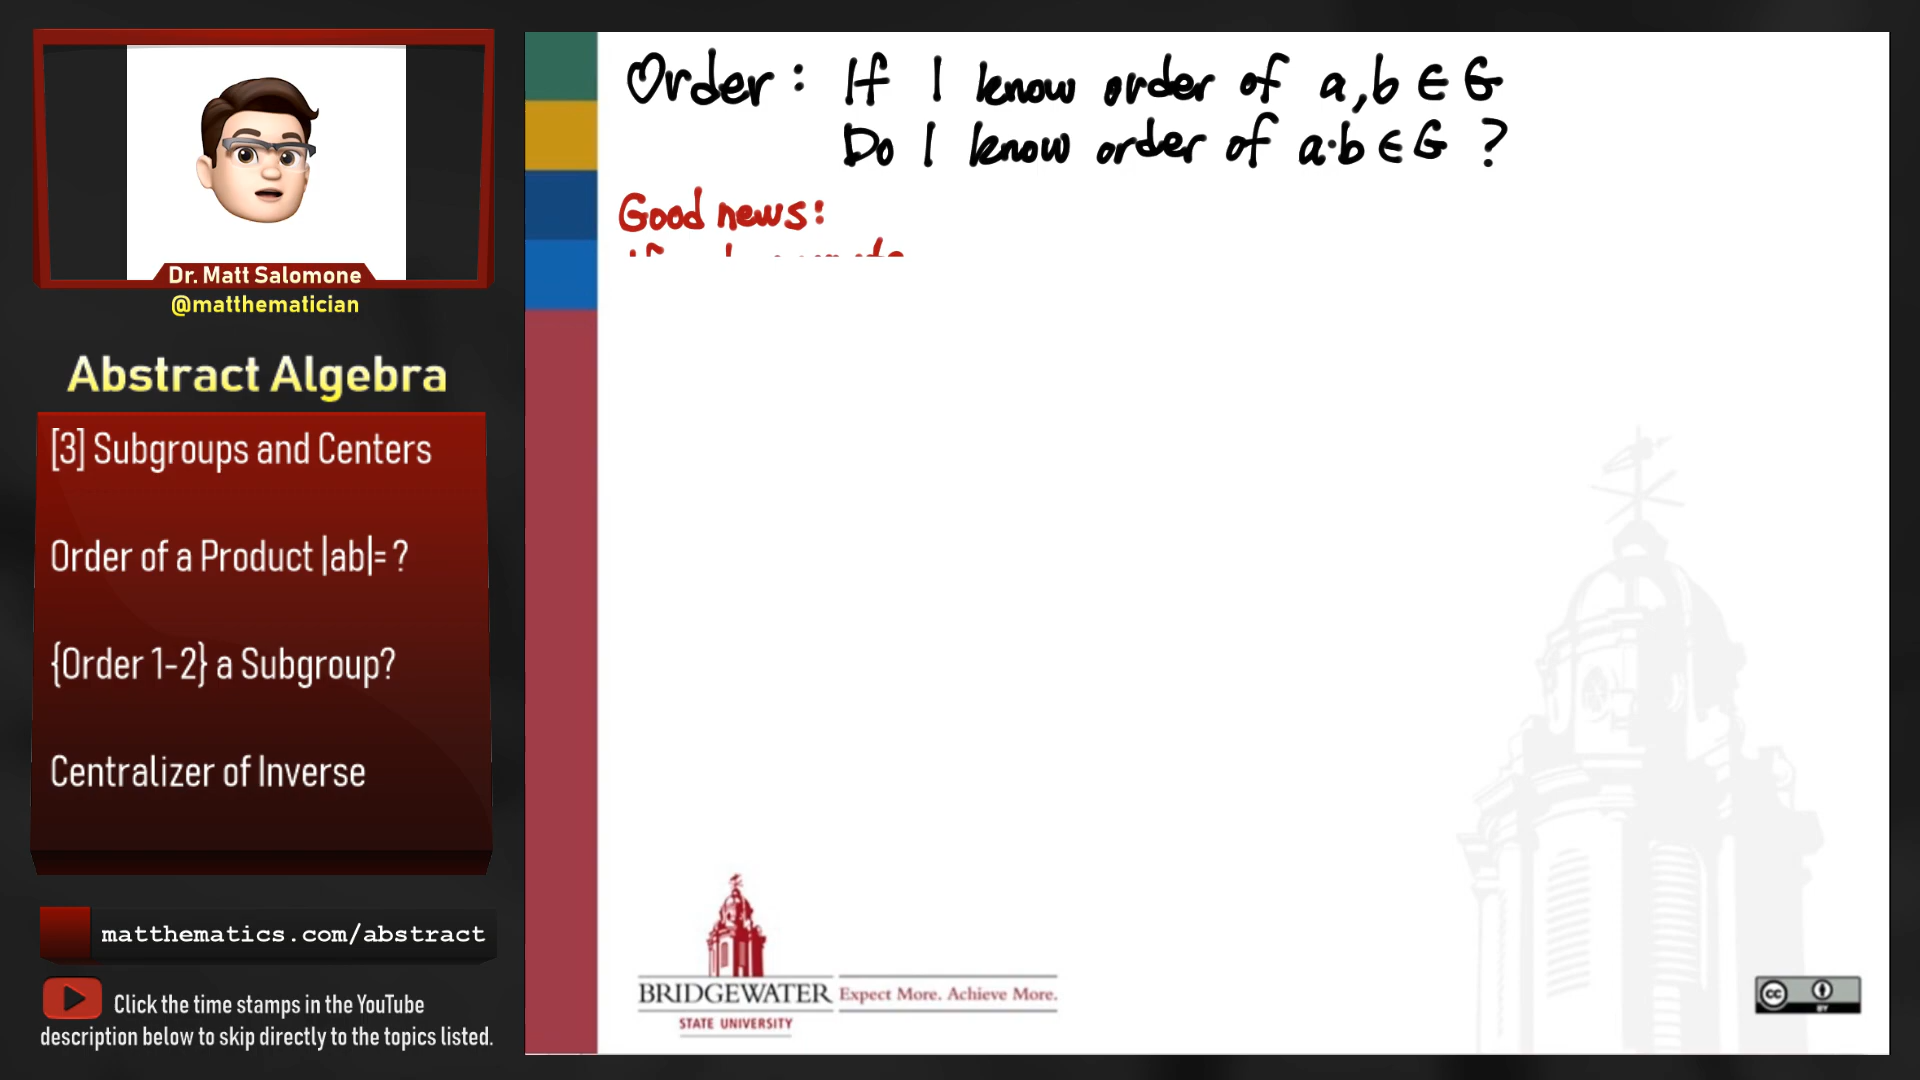 Dr. Matt Salomone
@matthematician
Abstract Algebra
[3] Subgroups and Centers
Order of a Product |ab|= ?
{Order 1-2} a Subgroup?
Centralizer of Inverse
matthematics.com/abstract
Click the time stamps in the YouTube
description below to skip directly to the topics listed.
Order: If I know order of a,b ∈ G
Do I know order of a·b ∈ G ?
Good news:
BRIDGEWATER
STATE UNIVERSITY
Expect More. Achieve More.
cc
BY